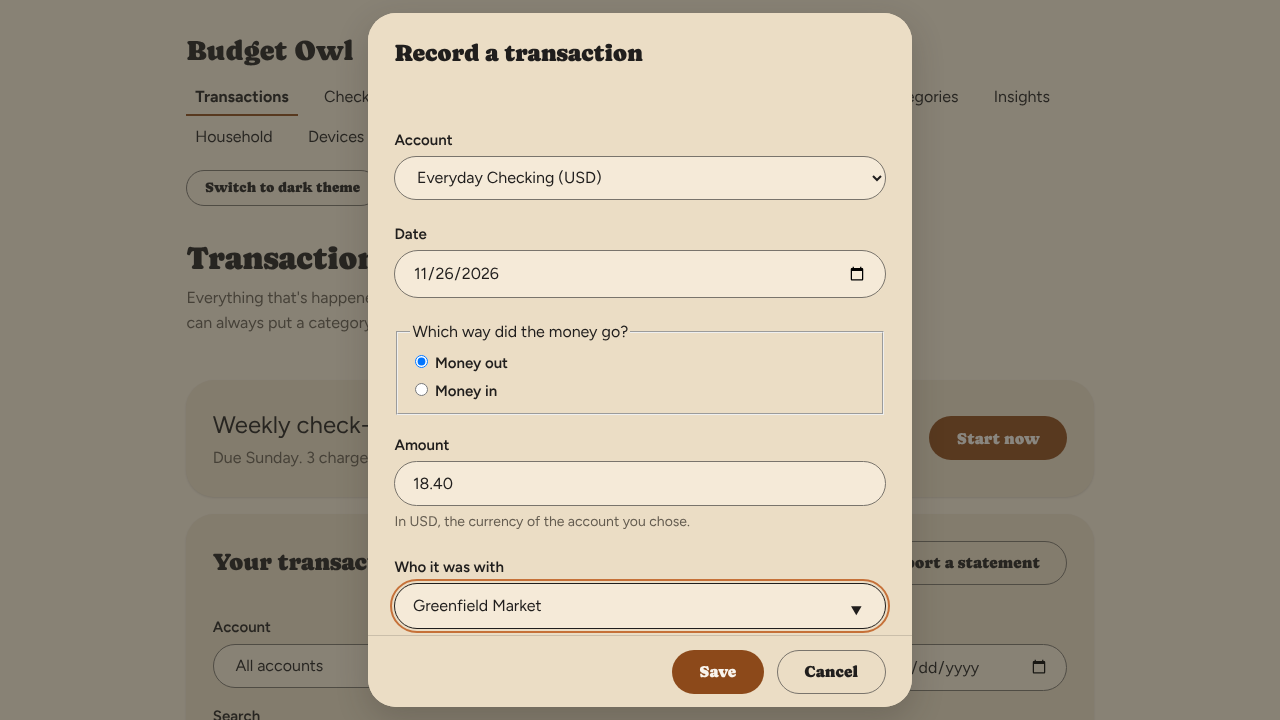 Budget Owl
Transactions Check egories Insights
Household Devices
Switch to dark theme
Transaction
Everything that's happene
can always put a category
Weekly check-
Due Sunday. 3 charge
Start now
Your transac port a statement
Account
All accounts /dd/yyyy
Search
Record a transaction
Account
Everyday Checking (USD)
Date
11/26/2026
Which way did the money go?
Money out
Money in
Amount
18.40
In USD, the currency of the account you chose.
Who it was with
Greenfield Market
Save Cancel